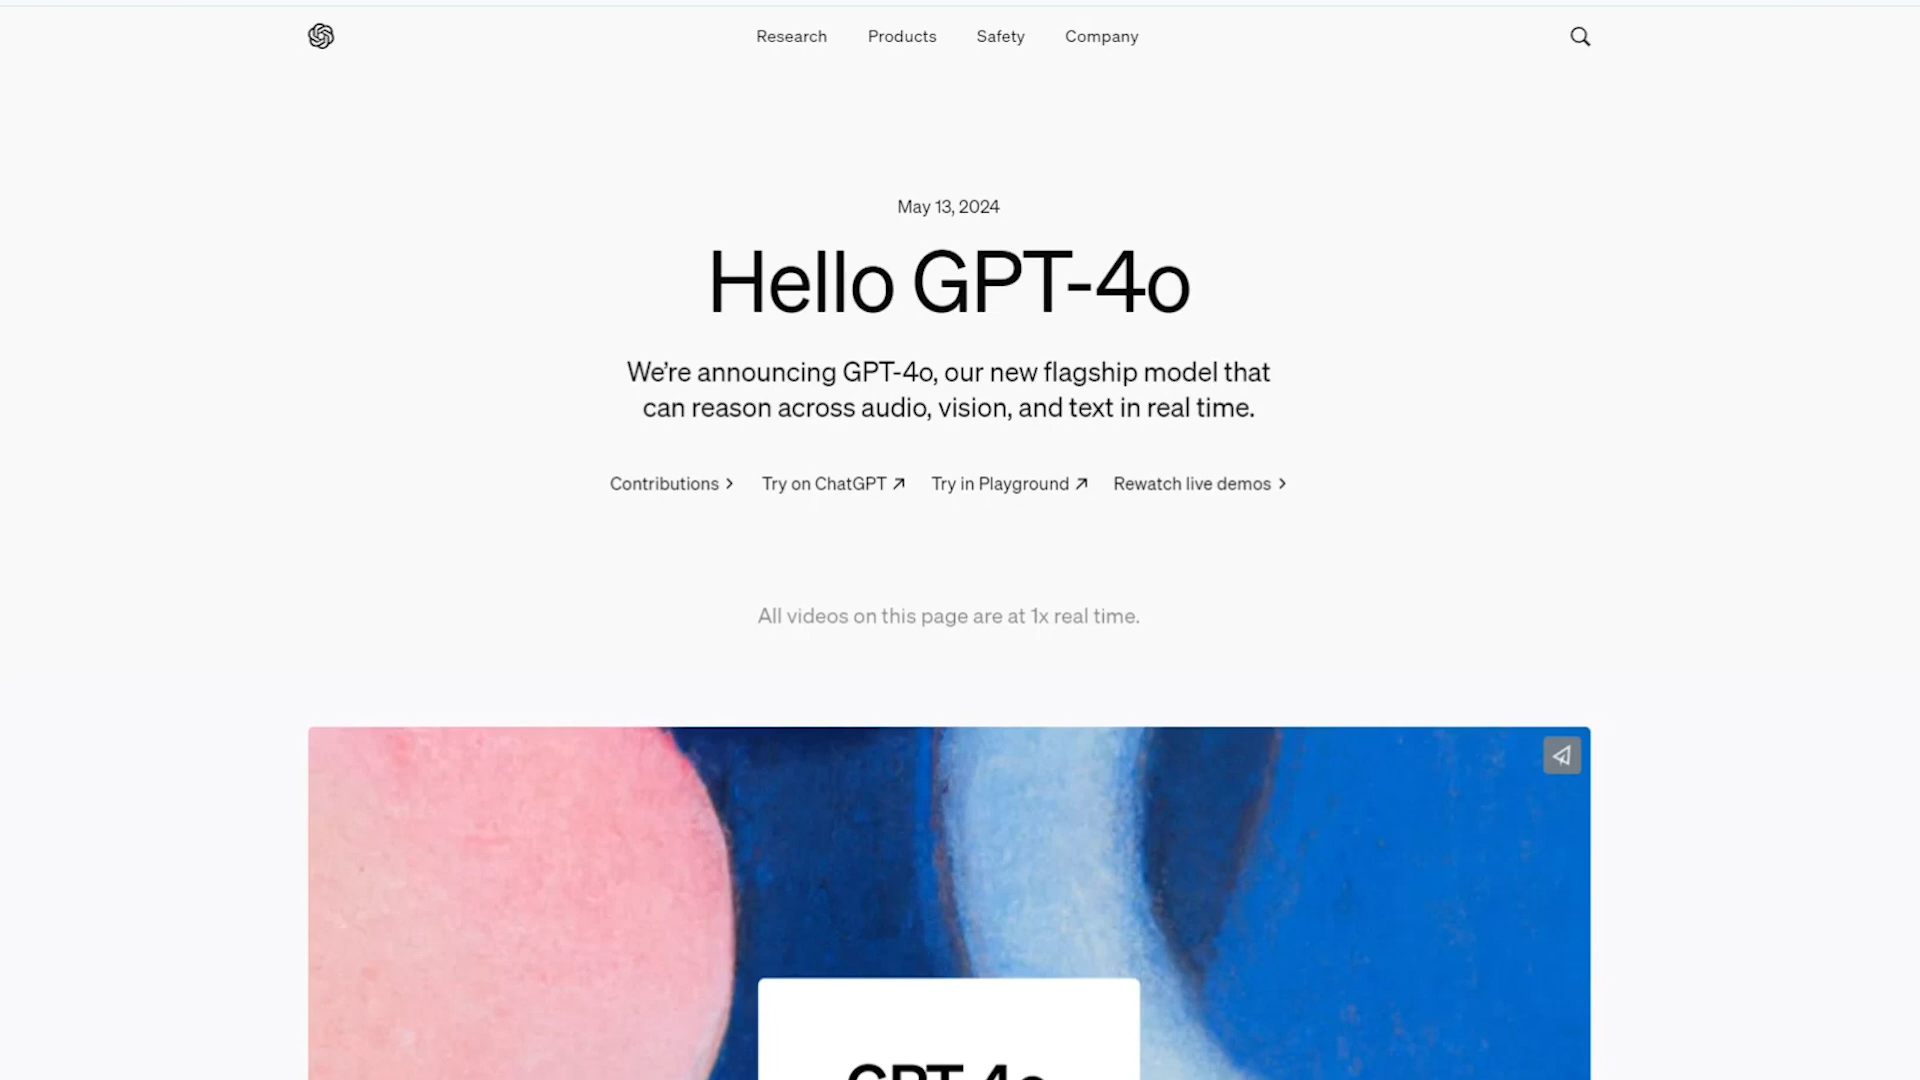 Research Products Safety Company
May 13, 2024
Hello GPT-4o
We’re announcing GPT-4o, our new flagship model that
can reason across audio, vision, and text in real time.
Contributions Try on ChatGPT Try in Playground Rewatch live demos
All videos on this page are at 1x real time.
GPT-4o